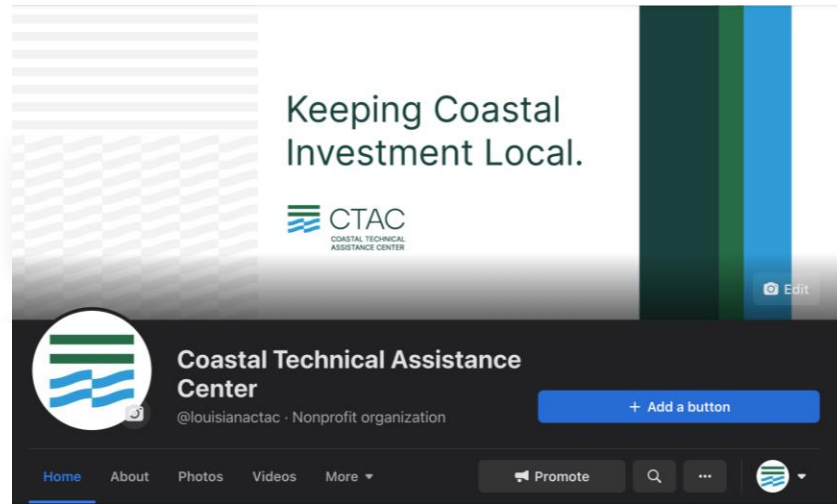 Keeping Coastal
Investment Local.
CTAC
COASTAL TECHNICAL
ASSISTANCE CENTER
Edit
Coastal Technical Assistance
Center
@louisianactac · Nonprofit organization
+ Add a button
Home About Photos Videos More Promote